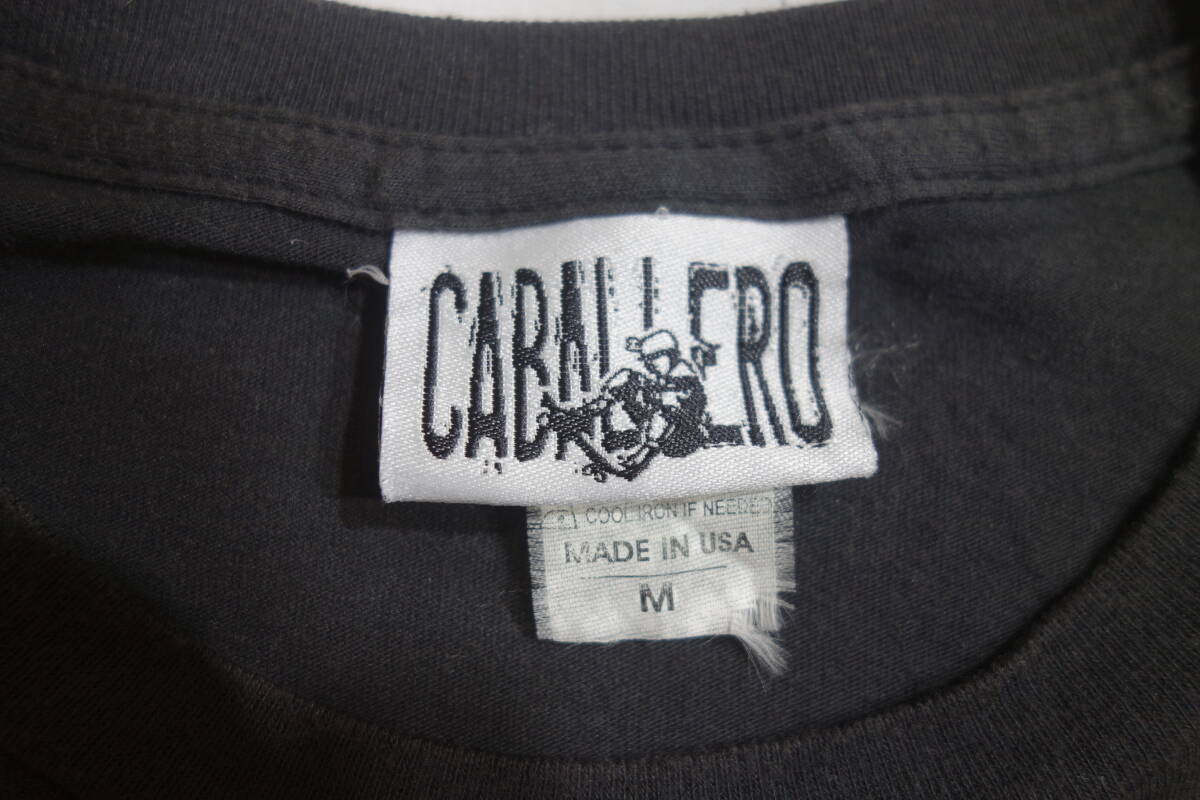 CABALLERO
COOL IRON IF NEEDED
MADE IN USA
M